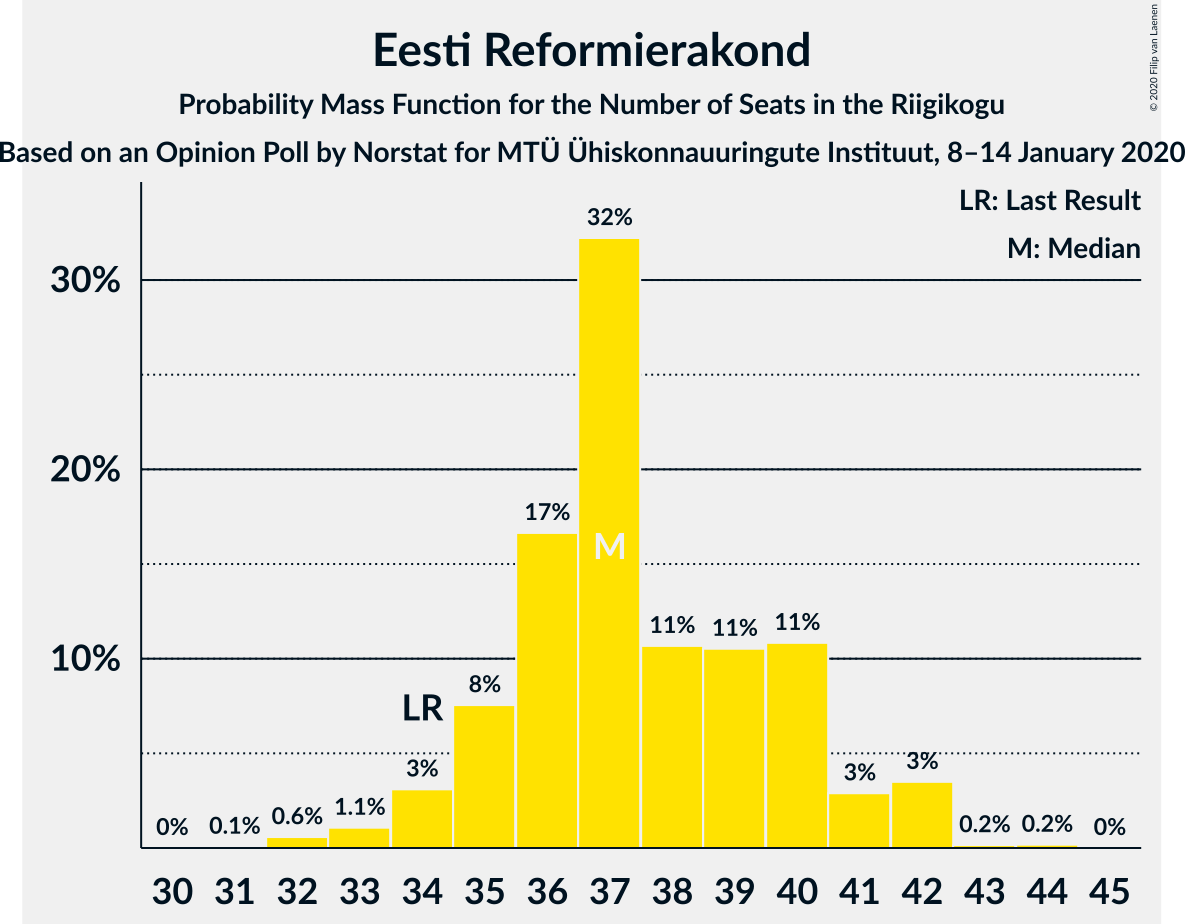 Eesti Reformierakond
Probability Mass Function for the Number of Seats in the Riigikogu
Based on an Opinion Poll by Norstat for MTÜ Ühiskonnauuringute Instituut, 8–14 January 2020
© 2020 Filip van Laenen
LR: Last Result
M: Median
30%
20%
10%
0%
0.1%
0.6%
1.1%
3%
LR
8%
17%
32%
M
11%
11%
11%
3%
3%
0.2%
0.2%
0%
30 31 32 33 34 35 36 37 38 39 40 41 42 43 44 45